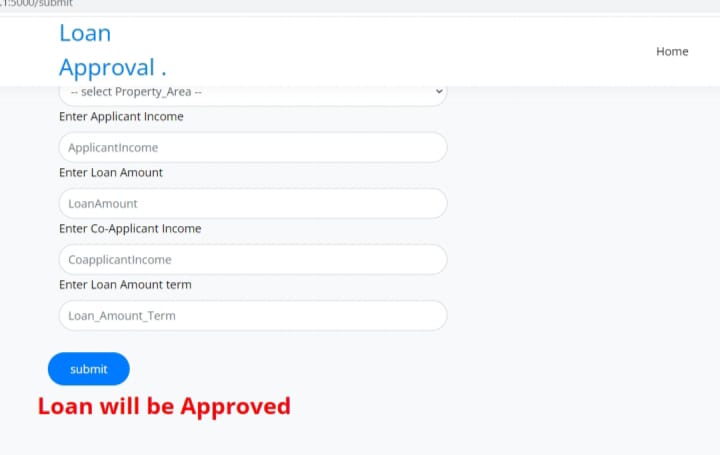 .1:5000/submit
Loan
Approval .
Home
-- select Property_Area --
Enter Applicant Income
ApplicantIncome
Enter Loan Amount
LoanAmount
Enter Co-Applicant Income
CoapplicantIncome
Enter Loan Amount term
Loan_Amount_Term
submit
Loan will be Approved